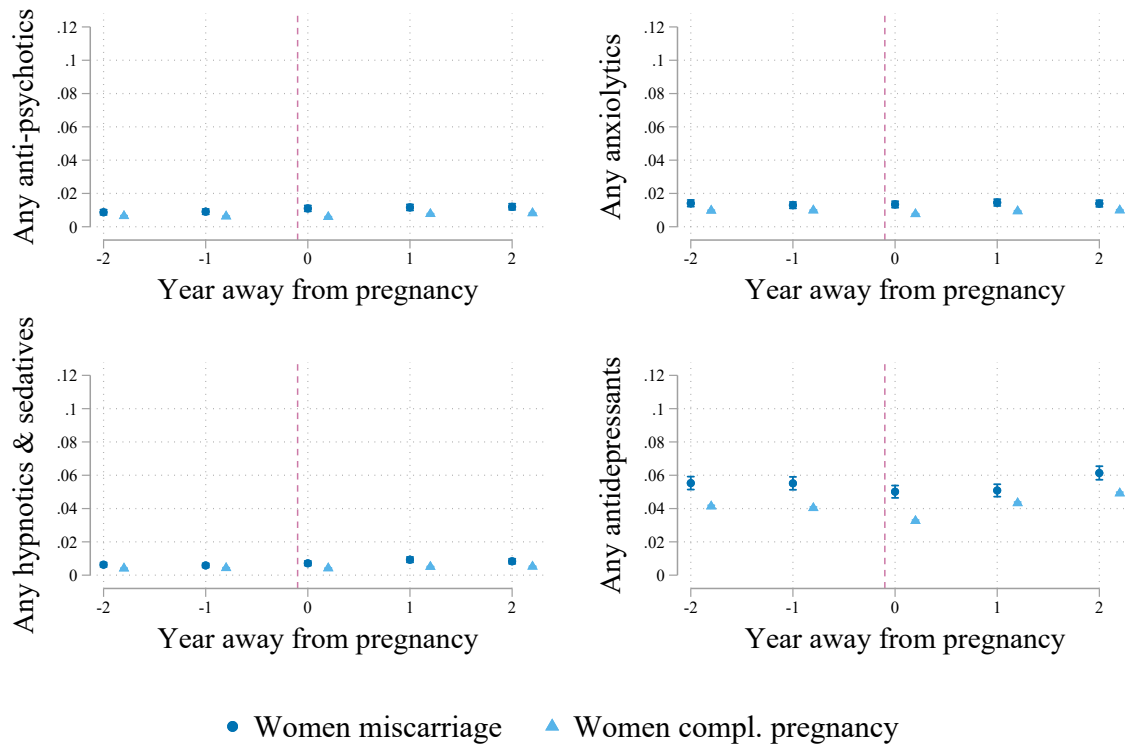 Any anti-psychotics
.12
.1
.08
.06
.04
.02
0
-2 -1 0 1 2
Year away from pregnancy
Any anxiolytics
.12
.1
.08
.06
.04
.02
0
-2 -1 0 1 2
Year away from pregnancy
Any hypnotics & sedatives
.12
.1
.08
.06
.04
.02
0
-2 -1 0 1 2
Year away from pregnancy
Any antidepressants
.12
.1
.08
.06
.04
.02
0
-2 -1 0 1 2
Year away from pregnancy
Women miscarriage Women compl. pregnancy